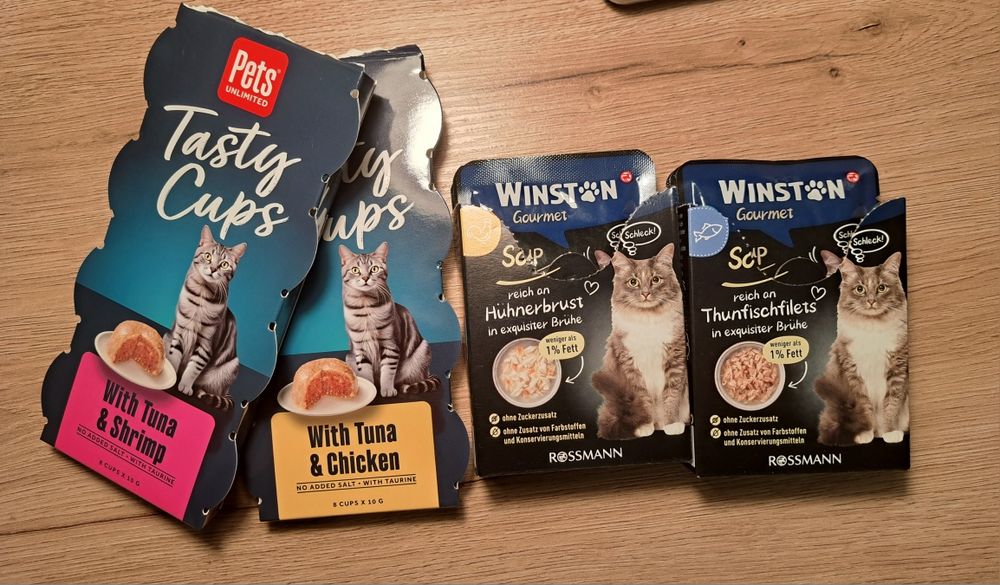 Pets
UNLIMITED
Tasty
Cups
With Tuna
& Shrimp
NO ADDED SALT • WITH TAURINE
8 CUPS X 10 G
ty
ups
With Tuna
& Chicken
NO ADDED SALT • WITH TAURINE
8 CUPS X 10 G
WINSTON
Gourmet
Schleck!
Soup
reich an
Hühnerbrust
in exquisiter Brühe
weniger als
1% Fett
ohne Zuckerzusatz
ohne Zusatz von Farbstoffen
und Konservierungsmitteln
ROSSMANN
WINSTON
Gourmet
Schleck!
Soup
reich an
Thunfischfilets
in exquisiter Brühe
weniger als
1% Fett
ohne Zuckerzusatz
ohne Zusatz von Farbstoffen
und Konservierungsmitteln
ROSSMANN